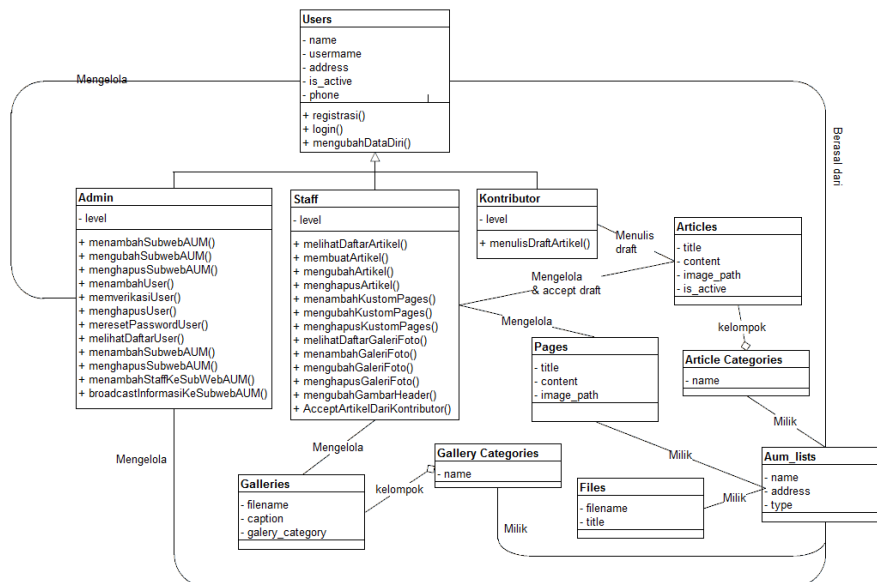 Users
- name
- username
- address
- is_active
- phone
+ registrasi()
+ login()
+ mengubahDataDiri()
Mengelola
Berasal dari
Admin
- level
+ menambahSubwebAUM()
+ mengubahSubwebAUM()
+ menghapusSubwebAUM()
+ menambahUser()
+ memverifikasiUser()
+ menghapusUser()
+ meresetPasswordUser()
+ melihatDaftarUser()
+ menambahSubwebAUM()
+ menghapusSubwebAUM()
+ menambahStaffKeSubWebAUM()
+ broadcastInformasiKeSubwebAUM()
Staff
- level
+ melihatDaftarArtikel()
+ membuatArtikel()
+ mengubahArtikel()
+ menghapusArtikel()
+ menambahKustomPages()
+ mengubahKustomPages()
+ menghapusKustomPages()
+ melihatDaftarGaleriFoto()
+ menambahGaleriFoto()
+ mengubahGaleriFoto()
+ menghapusGaleriFoto()
+ mengubahGambarHeader()
+ AcceptArtikelDariKontributor()
Kontributor
- level
+ menulisDraftArtikel()
Menulis
draft
Articles
- title
- content
- image_path
- is_active
Mengelola
& accept draft
Mengelola
kelompok
Pages
- title
- content
- image_path
Article Categories
- name
Milik
Mengelola
Mengelola
Milik
Galleries
- filename
- caption
- galery_category
kelompok
Gallery Categories
- name
Milik
Files
- filename
- title
Milik
Aum_lists
- name
- address
- type